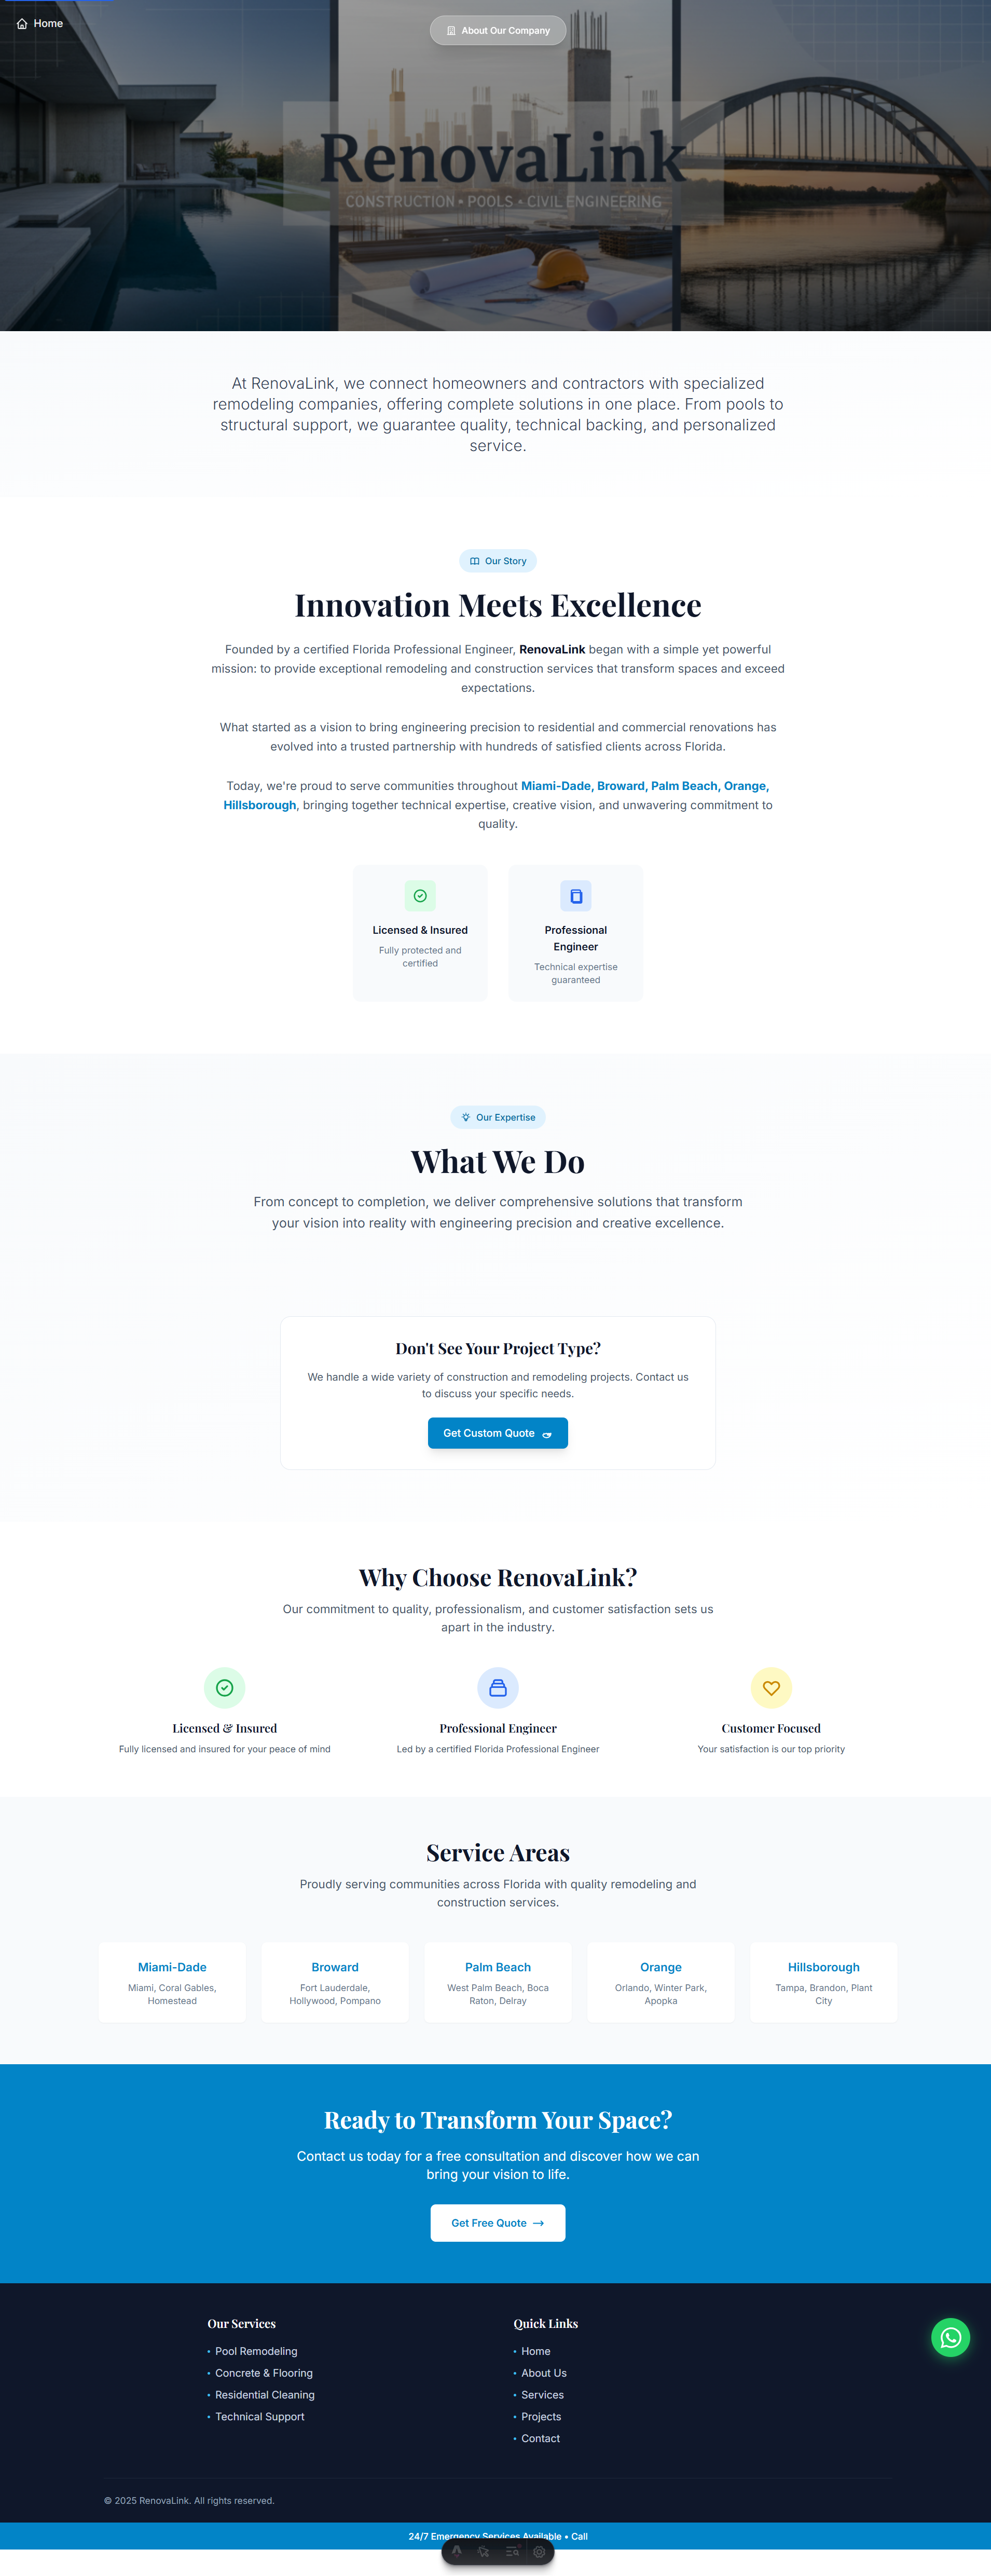 Home
About Our Company
RenovaLink
CONSTRUCTION • POOLS • CIVIL ENGINEERING
At RenovaLink, we connect homeowners and contractors with specialized
remodeling companies, offering complete solutions in one place. From pools to
structural support, we guarantee quality, technical backing, and personalized
service.
Our Story
Innovation Meets Excellence
Founded by a certified Florida Professional Engineer, RenovaLink began with a simple yet powerful
mission: to provide exceptional remodeling and construction services that transform spaces and exceed
expectations.
What started as a vision to bring engineering precision to residential and commercial renovations has
evolved into a trusted partnership with hundreds of satisfied clients across Florida.
Today, we're proud to serve communities throughout Miami-Dade, Broward, Palm Beach, Orange,
Hillsborough, bringing together technical expertise, creative vision, and unwavering commitment to
quality.
Licensed & Insured
Fully protected and
certified
Professional
Engineer
Technical expertise
guaranteed
Our Expertise
What We Do
From concept to completion, we deliver comprehensive solutions that transform
your vision into reality with engineering precision and creative excellence.
Don't See Your Project Type?
We handle a wide variety of construction and remodeling projects. Contact us
to discuss your specific needs.
Get Custom Quote
Why Choose RenovaLink?
Our commitment to quality, professionalism, and customer satisfaction sets us
apart in the industry.
Licensed & Insured
Fully licensed and insured for your peace of mind
Professional Engineer
Led by a certified Florida Professional Engineer
Customer Focused
Your satisfaction is our top priority
Service Areas
Proudly serving communities across Florida with quality remodeling and
construction services.
Miami-Dade
Miami, Coral Gables,
Homestead
Broward
Fort Lauderdale,
Hollywood, Pompano
Palm Beach
West Palm Beach, Boca
Raton, Delray
Orange
Orlando, Winter Park,
Apopka
Hillsborough
Tampa, Brandon, Plant
City
Ready to Transform Your Space?
Contact us today for a free consultation and discover how we can
bring your vision to life.
Get Free Quote
Our Services
• Pool Remodeling
• Concrete & Flooring
• Residential Cleaning
• Technical Support
Quick Links
• Home
• About Us
• Services
• Projects
• Contact
© 2025 RenovaLink. All rights reserved.
24/7 Emergency Services Available • Call